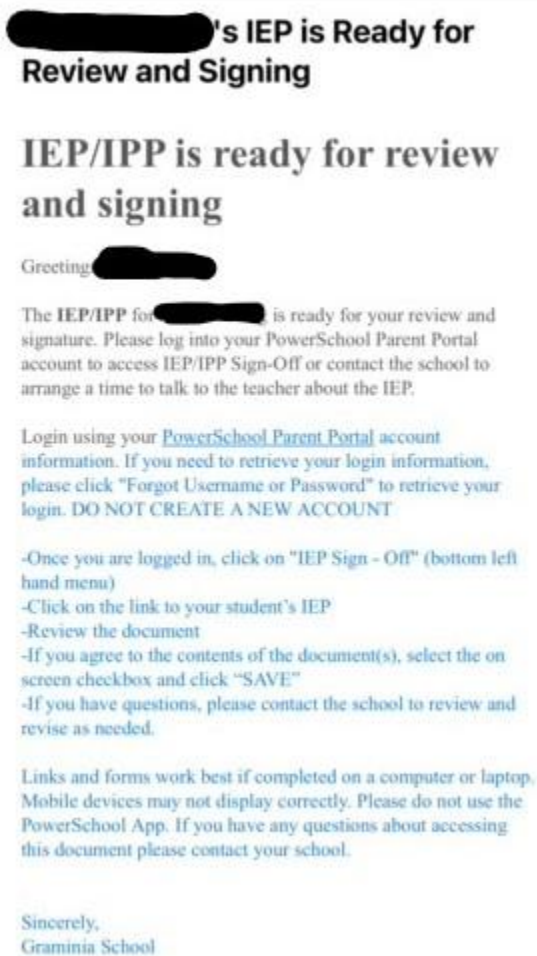 's IEP is Ready for
Review and Signing
IEP/IPP is ready for review
and signing
Greeting
The IEP/IPP for is ready for your review and
signature. Please log into your PowerSchool Parent Portal
account to access IEP/IPP Sign-Off or contact the school to
arrange a time to talk to the teacher about the IEP.
Login using your PowerSchool Parent Portal account
information. If you need to retrieve your login information,
please click "Forgot Username or Password" to retrieve your
login. DO NOT CREATE A NEW ACCOUNT
-Once you are logged in, click on "IEP Sign - Off" (bottom left
hand menu)
-Click on the link to your student's IEP
-Review the document
-If you agree to the contents of the document(s), select the on
screen checkbox and click “SAVE”
-If you have questions, please contact the school to review and
revise as needed.
Links and forms work best if completed on a computer or laptop.
Mobile devices may not display correctly. Please do not use the
PowerSchool App. If you have any questions about accessing
this document please contact your school.
Sincerely,
Graminia School